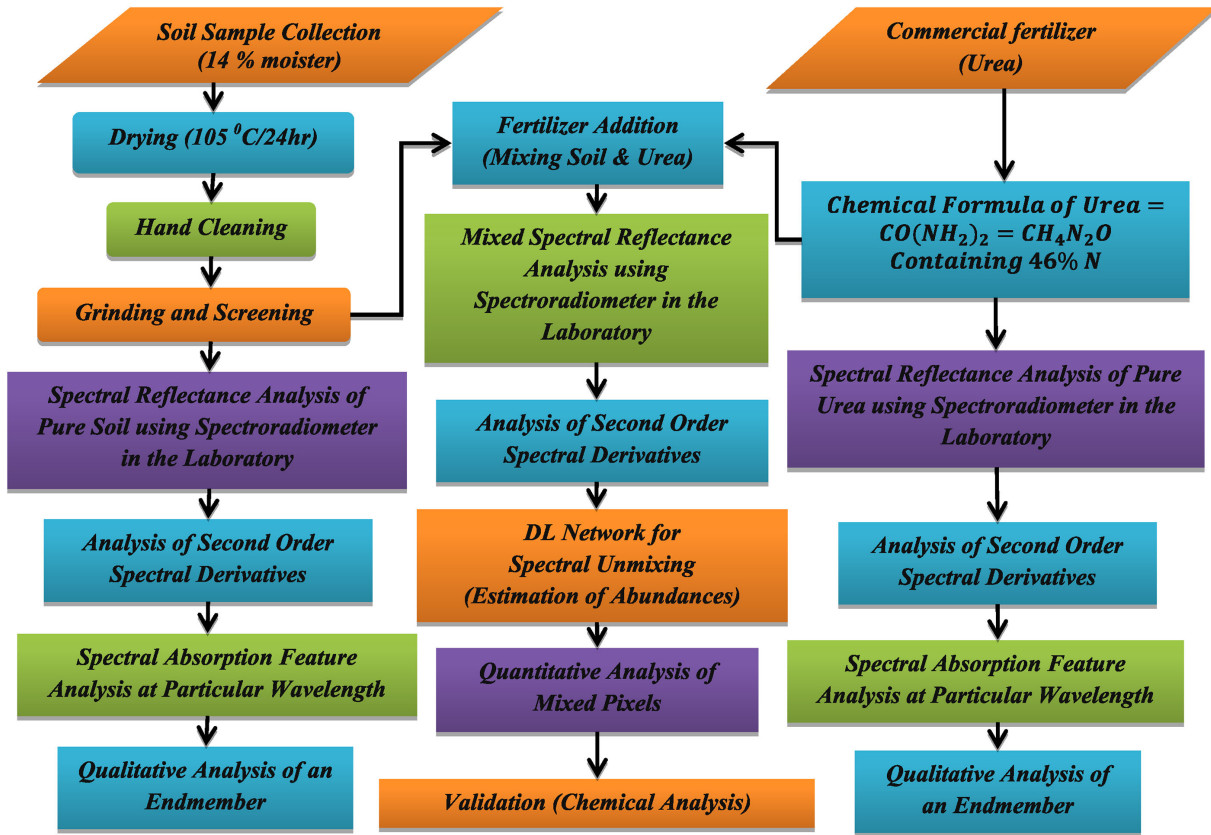 Soil Sample Collection
(14 % moister)
Drying (105 ⁰C/24hr)
Hand Cleaning
Grinding and Screening
Spectral Reflectance Analysis of
Pure Soil using Spectroradiometer
in the Laboratory
Analysis of Second Order
Spectral Derivatives
Spectral Absorption Feature
Analysis at Particular Wavelength
Qualitative Analysis of an
Endmember
Fertilizer Addition
(Mixing Soil & Urea)
Mixed Spectral Reflectance
Analysis using
Spectroradiometer in the
Laboratory
Analysis of Second Order
Spectral Derivatives
DL Network for
Spectral Unmixing
(Estimation of Abundances)
Quantitative Analysis of
Mixed Pixels
Validation (Chemical Analysis)
Commercial fertilizer
(Urea)
Chemical Formula of Urea =
CO(NH₂)₂ = CH₄N₂O
Containing 46% N
Spectral Reflectance Analysis of Pure
Urea using Spectroradiometer in the
Laboratory
Analysis of Second Order
Spectral Derivatives
Spectral Absorption Feature
Analysis at Particular Wavelength
Qualitative Analysis of
an Endmember